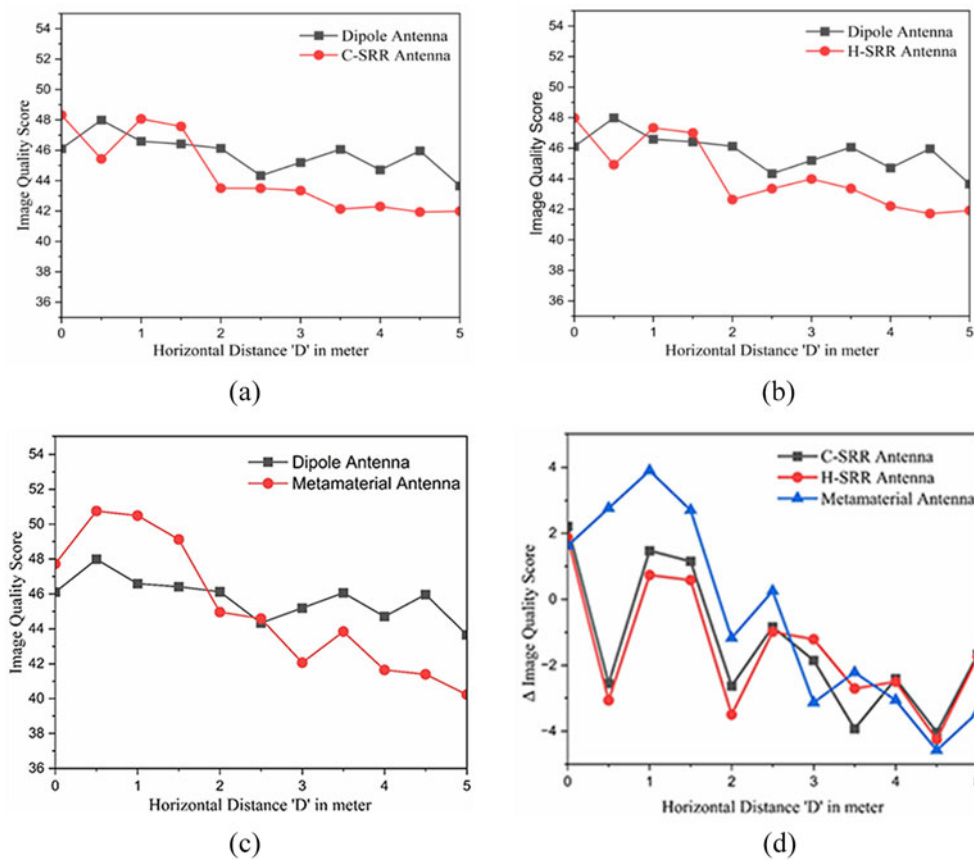 54
52
50
48
46
44
42
40
38
36
Image Quality Score
Dipole Antenna
C-SRR Antenna
0 1 2 3 4 5
Horizontal Distance 'D' in meter
(a)
54
52
50
48
46
44
42
40
38
36
Image Quality Score
Dipole Antenna
H-SRR Antenna
0 1 2 3 4 5
Horizontal Distance 'D' in meter
(b)
54
52
50
48
46
44
42
40
38
36
Image Quality Score
Dipole Antenna
Metamaterial Antenna
0 1 2 3 4 5
Horizontal Distance 'D' in meter
(c)
4
2
0
-2
-4
Δ Image Quality Score
C-SRR Antenna
H-SRR Antenna
Metamaterial Antenna
0 1 2 3 4
Horizontal Distance 'D' in meter
(d)